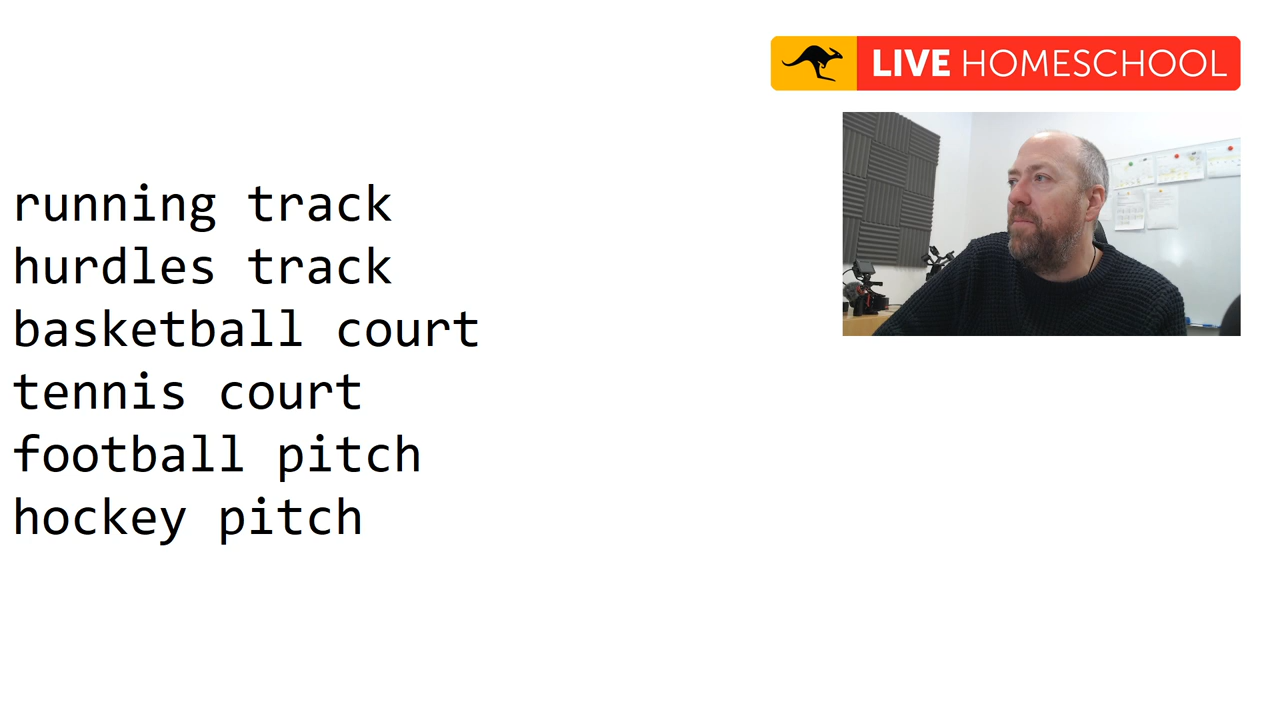 LIVE HOMESCHOOL
running track
hurdles track
basketball court
tennis court
football pitch
hockey pitch